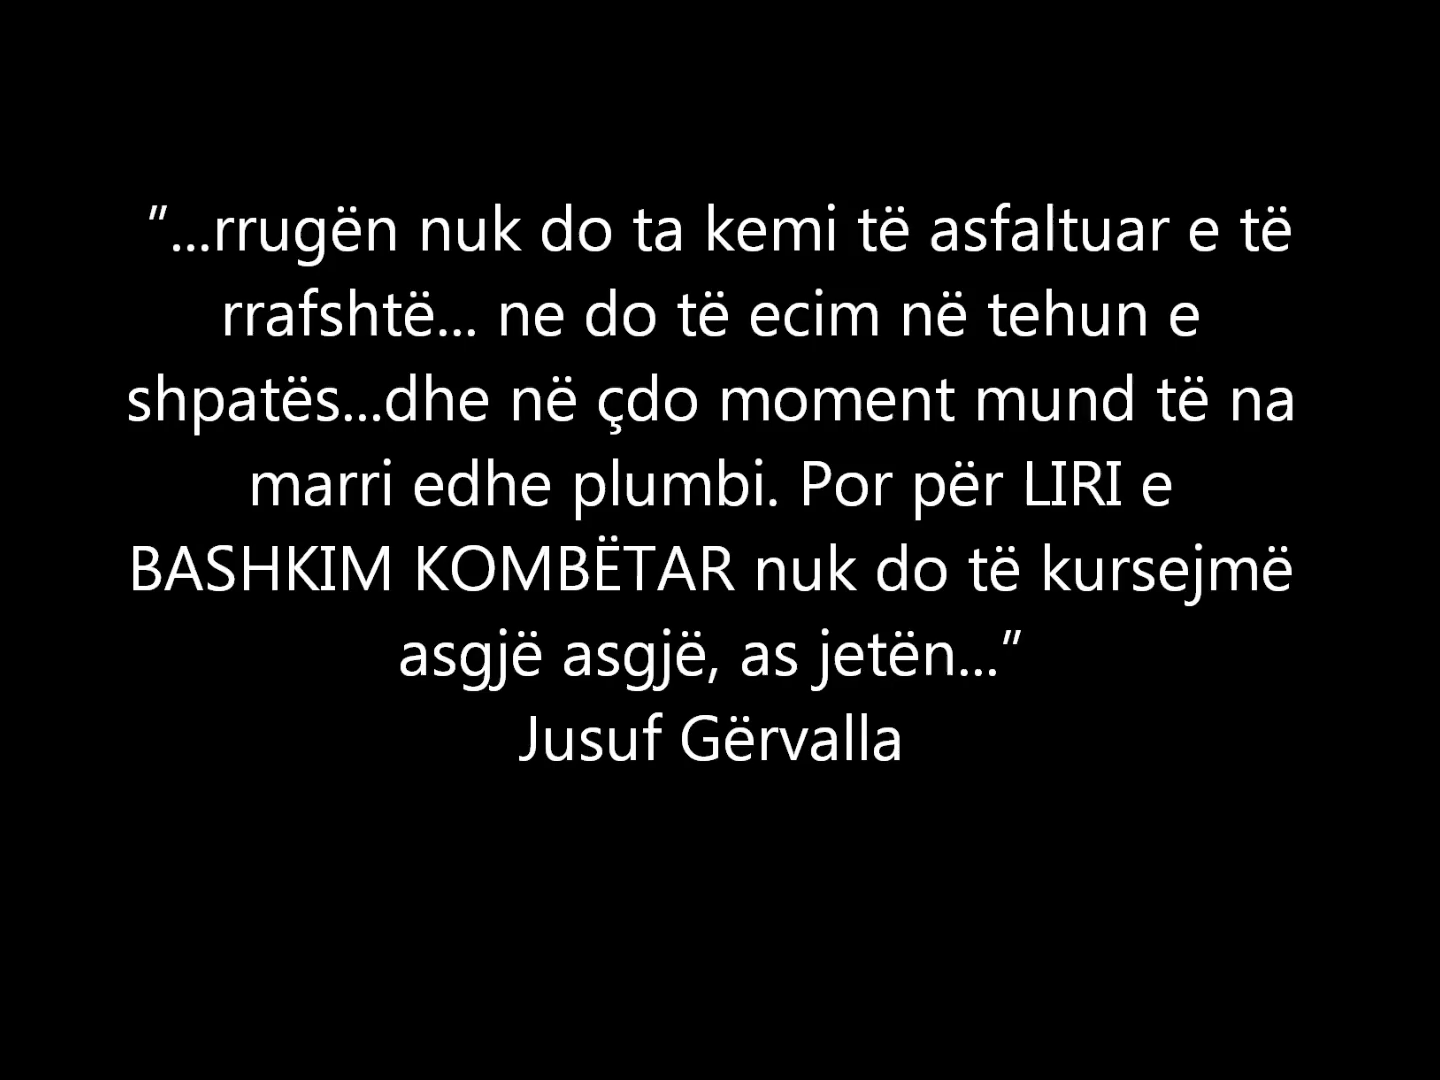 "...rrugën nuk do ta kemi të asfaltuar e të
rrafshtë... ne do të ecim në tehun e
shpatës...dhe në çdo moment mund të na
marri edhe plumbi. Por për LIRI e
BASHKIM KOMBËTAR nuk do të kursejmë
asgjë asgjë, as jetën..."
Jusuf Gërvalla